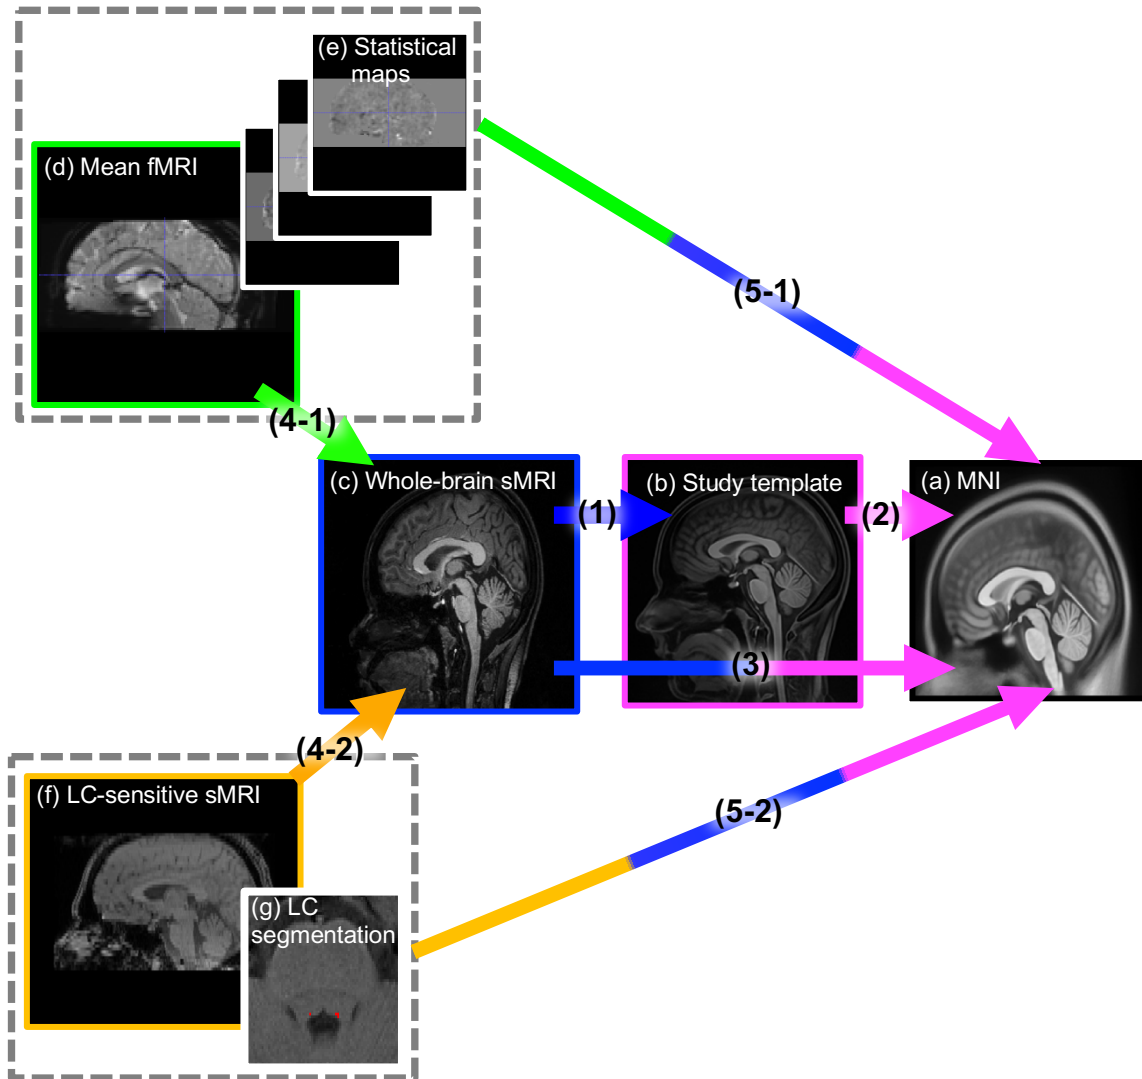 (e) Statistical
maps
(d) Mean fMRI
(5-1)
(4-1)
(c) Whole-brain sMRI
(b) Study template
(a) MNI
(1)
(2)
(3)
(4-2)
(f) LC-sensitive sMRI
(5-2)
(g) LC
segmentation